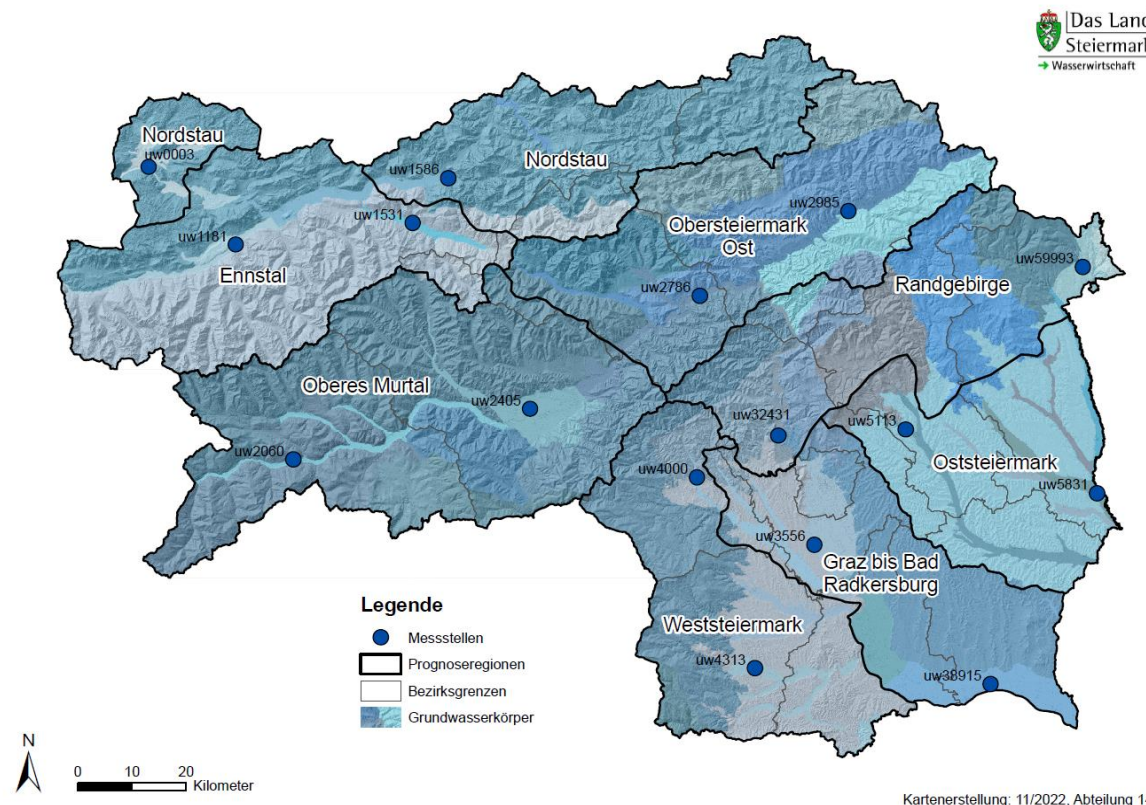 Das Land
Steiermark
→ Wasserwirtschaft
Nordstau
uw0003
uw1586
Nordstau
uw1531
uw2985
uw1181
Obersteiermark
Ost
Ennstal
uw59993
Randgebirge
uw2786
Oberes Murtal
uw2405
uw32431
uw5113
uw2060
uw4000
Oststeiermark
uw5831
uw3556
Graz bis Bad
Radkersburg
Weststeiermark
uw4313
uw38915
Legende
Messstellen
Prognoseregionen
Bezirksgrenzen
Grundwasserkörper
N
0 10 20
Kilometer
Kartenerstellung: 11/2022, Abteilung 14